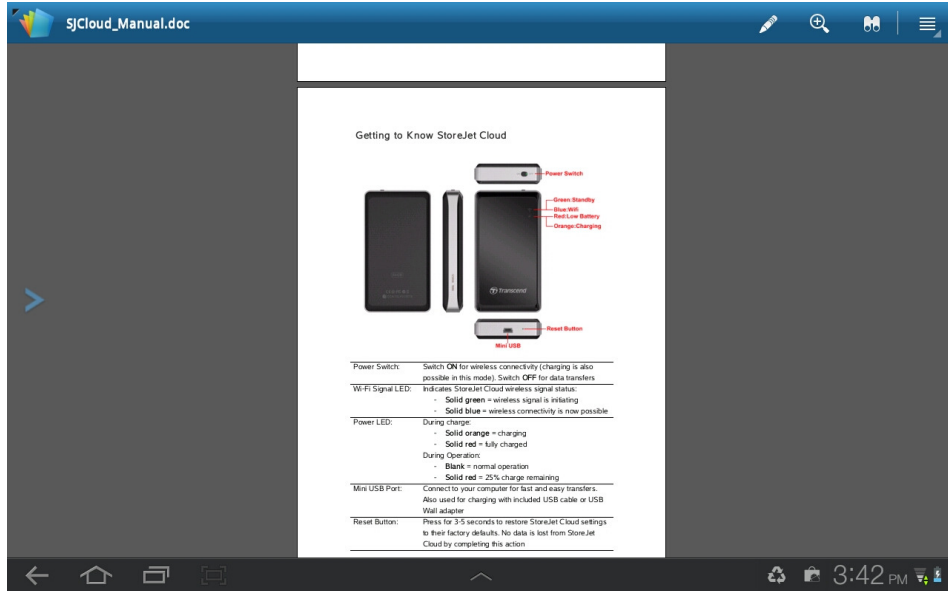 SJCloud_Manual.doc
Getting to Know StoreJet Cloud
Power Switch
Green:Standby
Blue:Wifi
Red:Low Battery
Orange:Charging
Transcend
Reset Button
Mini USB
Power Switch: Switch ON for wireless connectivity (charging is also
possible in this mode). Switch OFF for data transfers
Wi-Fi Signal LED: Indicates StoreJet Cloud wireless signal status:
- Solid green = wireless signal is initiating
- Solid blue = wireless connectivity is now possible
Power LED: During charge:
- Solid orange = charging
- Solid red = fully charged
During Operation:
- Blank = normal operation
- Solid red = 25% charge remaining
Mini USB Port: Connect to your computer for fast and easy transfers.
Also used for charging with included USB cable or USB
Wall adapter
Reset Button: Press for 3-5 seconds to restore StoreJet Cloud settings
to their factory defaults. No data is lost from StoreJet
Cloud by completing this action
3:42 PM